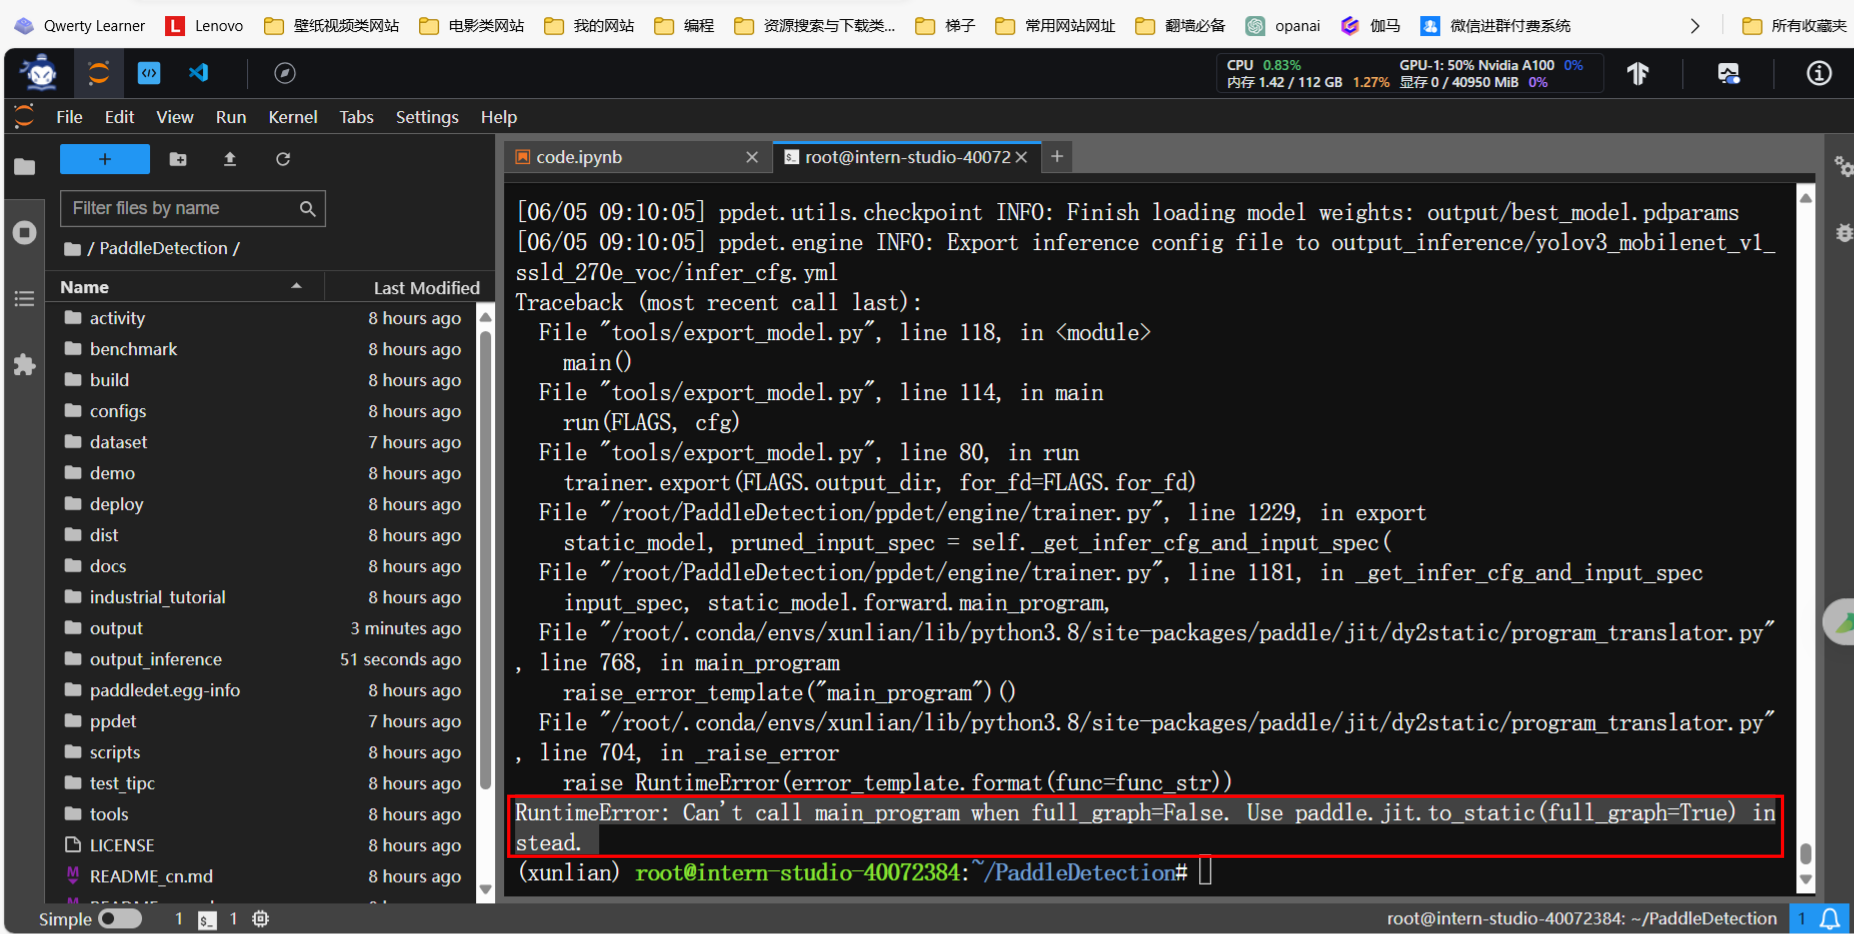 Qwerty Learner
Lenovo
壁纸视频类网站
电影类网站
我的网站
编程
资源搜索与下载类...
梯子
常用网站网址
翻墙必备
opanai
伽马
微信进群付费系统
所有收藏夹
CPU 0.83%
内存 1.42 / 112 GB 1.27%
GPU-1: 50% Nvidia A100 0%
显存 0 / 40950 MiB 0%
File Edit View Run Kernel Tabs Settings Help
Filter files by name
/ PaddleDetection /
Name Last Modified
activity 8 hours ago
benchmark 8 hours ago
build 8 hours ago
configs 8 hours ago
dataset 7 hours ago
demo 8 hours ago
deploy 8 hours ago
dist 8 hours ago
docs 8 hours ago
industrial_tutorial 8 hours ago
output 3 minutes ago
output_inference 51 seconds ago
paddledet.egg-info 8 hours ago
ppdet 7 hours ago
scripts 8 hours ago
test_tipc 8 hours ago
tools 8 hours ago
LICENSE 8 hours ago
README_cn.md 8 hours ago
code.ipynb
root@intern-studio-40072
[06/05 09:10:05] ppdet.utils.checkpoint INFO: Finish loading model weights: output/best_model.pdparams
[06/05 09:10:05] ppdet.engine INFO: Export inference config file to output_inference/yolov3_mobilenet_v1_
ssld_270e_voc/infer_cfg.yml
Traceback (most recent call last):
File "tools/export_model.py", line 118, in <module>
main()
File "tools/export_model.py", line 114, in main
run(FLAGS, cfg)
File "tools/export_model.py", line 80, in run
trainer.export(FLAGS.output_dir, for_fd=FLAGS.for_fd)
File "/root/PaddleDetection/ppdet/engine/trainer.py", line 1229, in export
static_model, pruned_input_spec = self._get_infer_cfg_and_input_spec(
File "/root/PaddleDetection/ppdet/engine/trainer.py", line 1181, in _get_infer_cfg_and_input_spec
input_spec, static_model.forward.main_program,
File "/root/.conda/envs/xunlian/lib/python3.8/site-packages/paddle/jit/dy2static/program_translator.py"
, line 768, in main_program
raise_error_template("main_program")()
File "/root/.conda/envs/xunlian/lib/python3.8/site-packages/paddle/jit/dy2static/program_translator.py"
, line 704, in _raise_error
raise RuntimeError(error_template.format(func=func_str))
RuntimeError: Can't call main_program when full_graph=False. Use paddle.jit.to_static(full_graph=True) in
stead.
(xunlian) root@intern-studio-40072384:~/PaddleDetection#
Simple 1 1
root@intern-studio-40072384: ~/PaddleDetection 1